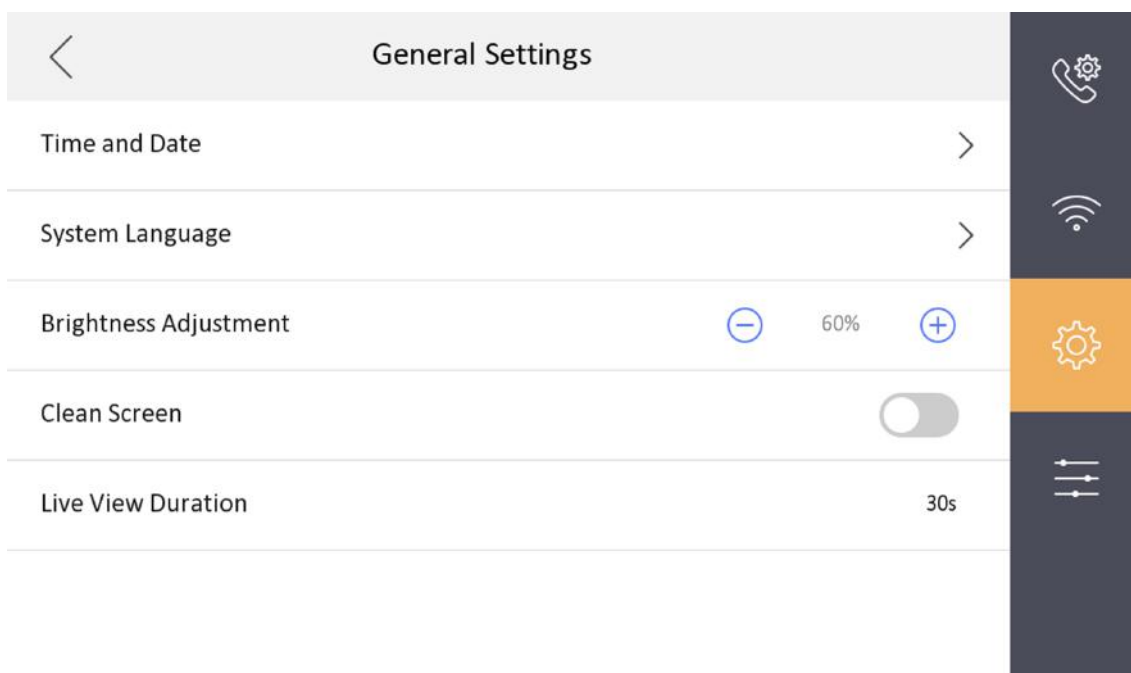 General Settings
Time and Date
System Language
Brightness Adjustment 60%
Clean Screen
Live View Duration 30s